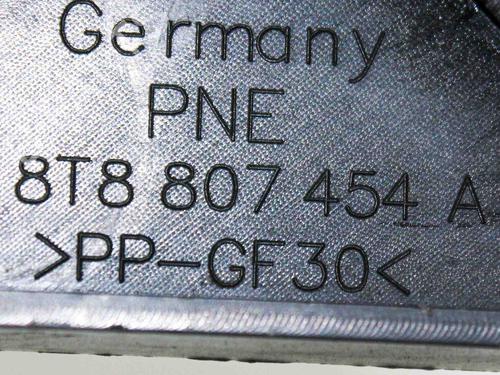 Germany
PNE
8T8 807 454 A
>PP-GF30<